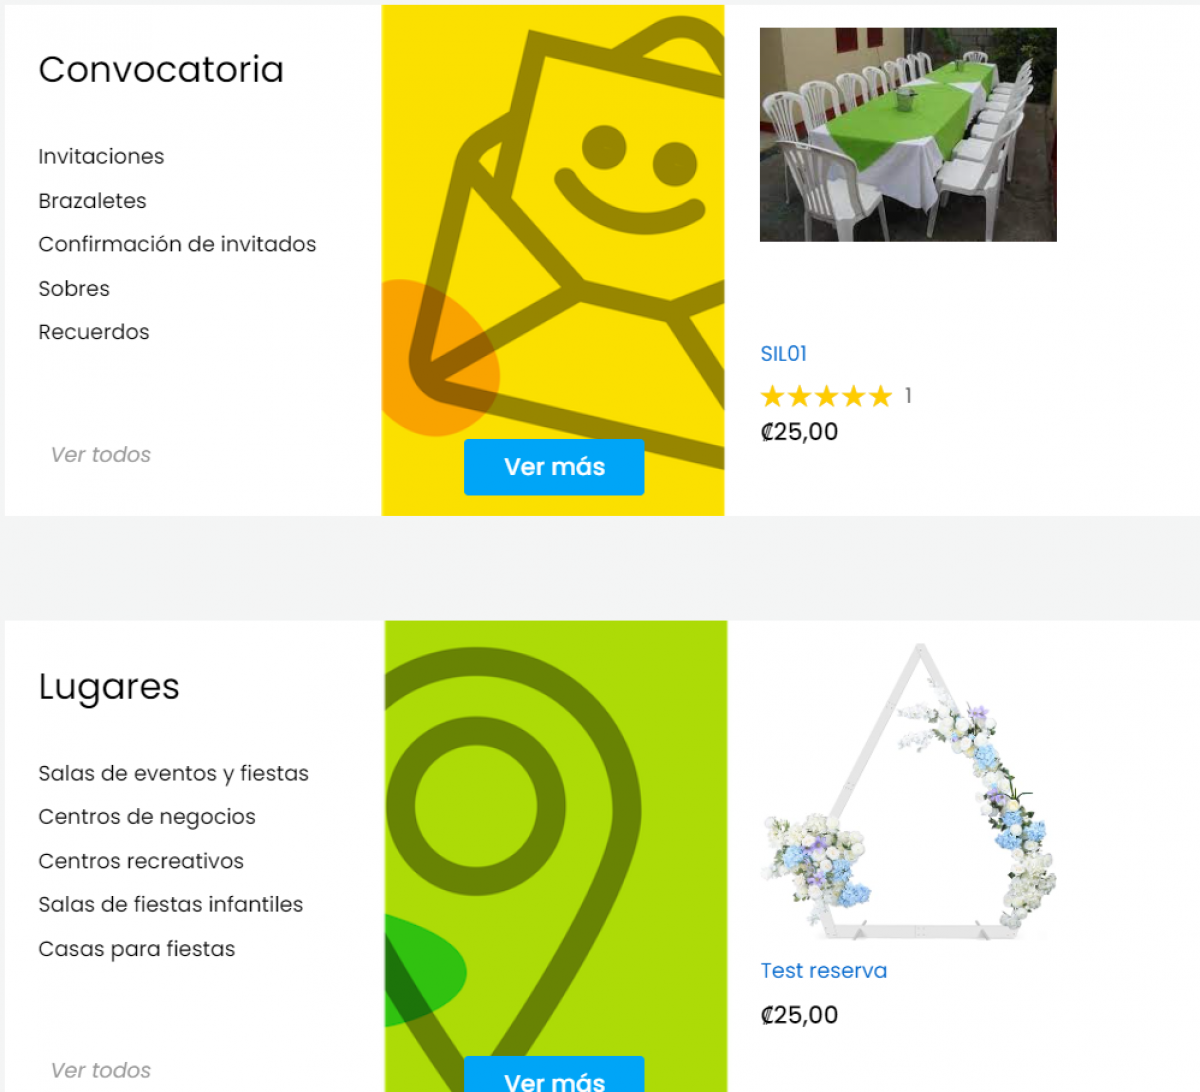 Convocatoria
Invitaciones
Brazaletes
Confirmación de invitados
Sobres
Recuerdos
Ver todos
Ver más
SIL01
1
₡25,00
Lugares
Salas de eventos y fiestas
Centros de negocios
Centros recreativos
Salas de fiestas infantiles
Casas para fiestas
Ver todos
Ver más
Test reserva
₡25,00